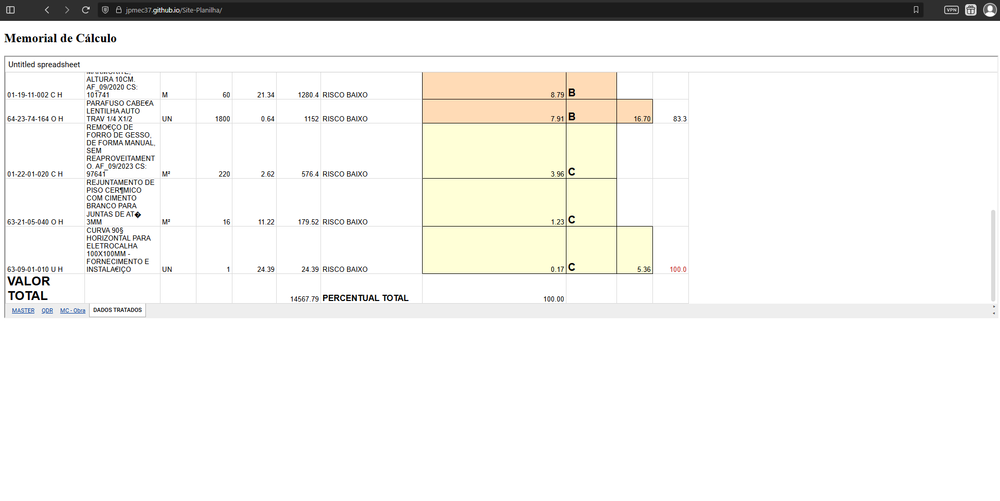 jpmec37.github.io/Site-Planilha/
VPN
Memorial de Cálculo
Untitled spreadsheet
MARMORITE,
ALTURA 10CM.
AF_09/2020 CS:
101741
01-19-11-002 C H M 60 21.34 1280.4 RISCO BAIXO 8.79 B
PARAFUSO CABE€A
LENTILHA AUTO
TRAV 1/4 X1/2
64-23-74-164 O H UN 1800 0.64 1152 RISCO BAIXO 7.91 B 16.70 83.3
REMO€ÇO DE
FORRO DE GESSO,
DE FORMA MANUAL,
SEM
REAPROVEITAMENT
O. AF_09/2023 CS:
97641
01-22-01-020 C H M² 220 2.62 576.4 RISCO BAIXO 3.96 C
REJUNTAMENTO DE
PISO CER¶MICO
COM CIMENTO
BRANCO PARA
JUNTAS DE AT�
3MM
63-21-05-040 O H M² 16 11.22 179.52 RISCO BAIXO 1.23 C
CURVA 90§
HORIZONTAL PARA
ELETROCALHA
100X100MM -
FORNECIMENTO E
INSTALA€IÇO
63-09-01-010 U H UN 1 24.39 24.39 RISCO BAIXO 0.17 C 5.36 100.0
VALOR
TOTAL
14567.79 PERCENTUAL TOTAL 100.00
MASTER QDR MC - Obra DADOS TRATADOS